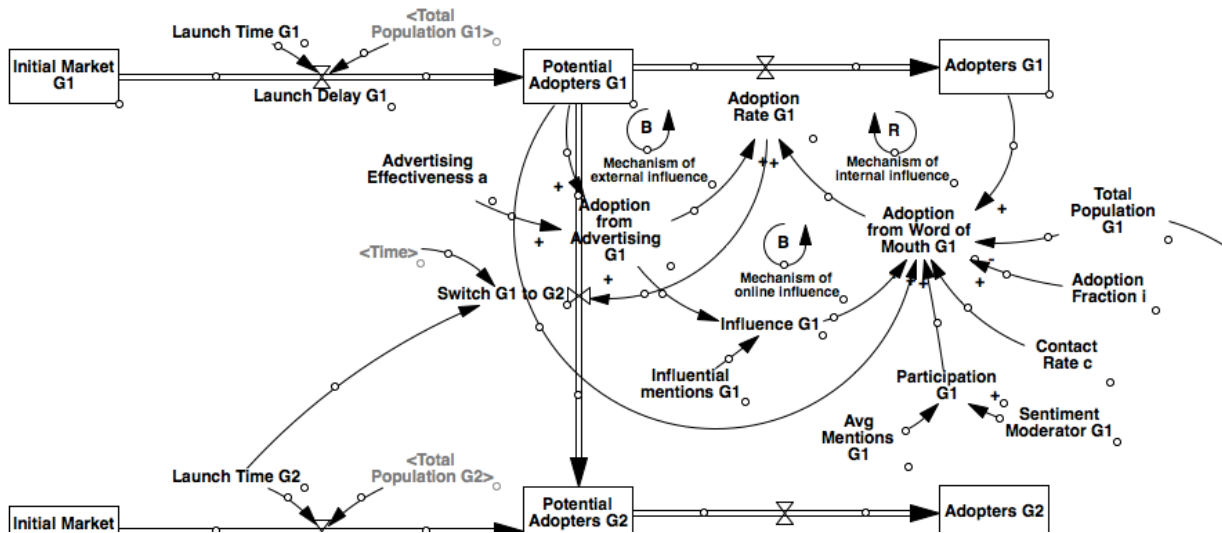 Launch Time G1
<Total
Population G1>
Initial Market
G1
Launch Delay G1
Potential
Adopters G1
Adopters G1
Adoption
Rate G1
B
Mechanism of
external influence
R
Mechanism of
internal influence
Advertising
Effectiveness a
+
+
++
+
Adoption
from
Advertising
G1
Adoption
from Word of
Mouth G1
Total
Population
G1
B
Mechanism of
online influence
<Time>
Switch G1 to G2
+
-
+
++
Adoption
Fraction i
Influence G1
Influential
mentions G1
Contact
Rate c
Participation
G1
+
Avg
Mentions
G1
Sentiment
Moderator G1
Launch Time G2
<Total
Population G2>
Initial Market
Potential
Adopters G2
Adopters G2